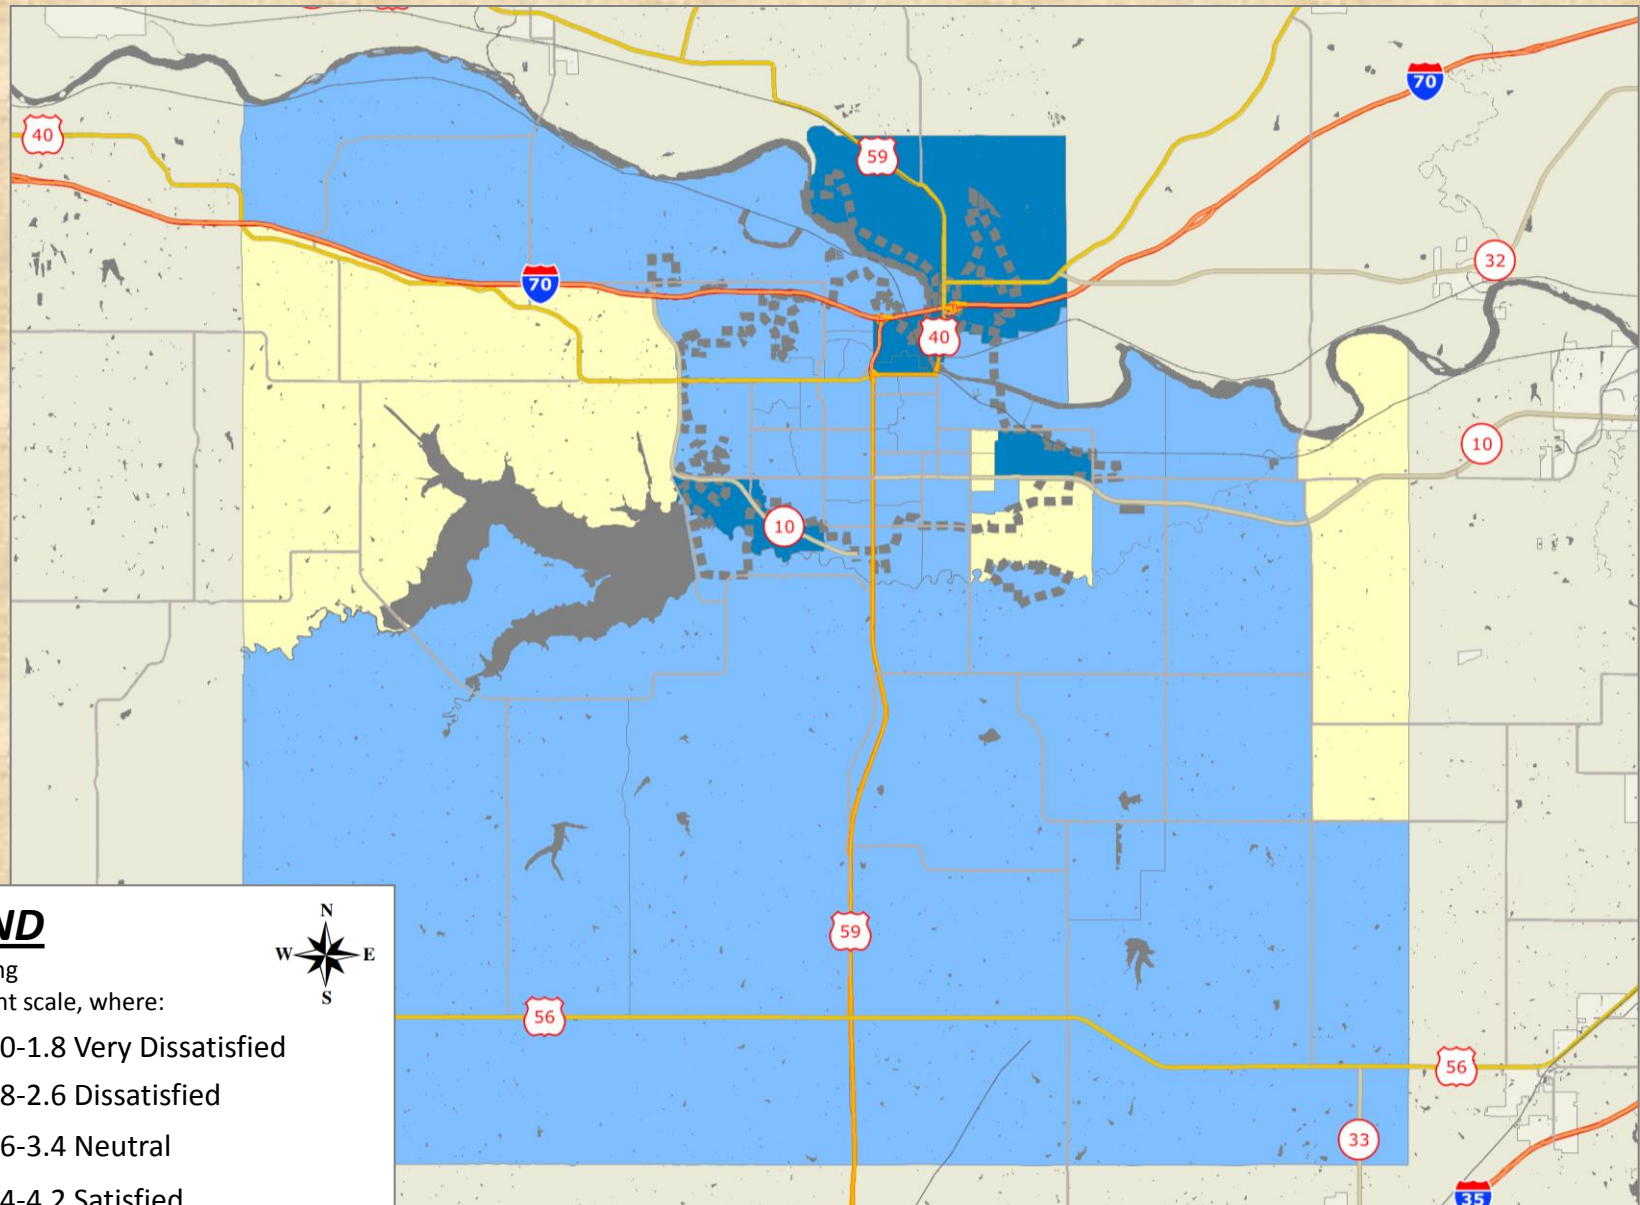 70
40
59
32
70
40
10
10
59
56
56
33
35
ND
N
W E
S
ng
nt scale, where:
0-1.8 Very Dissatisfied
8-2.6 Dissatisfied
6-3.4 Neutral
4-4.2 Satisfied